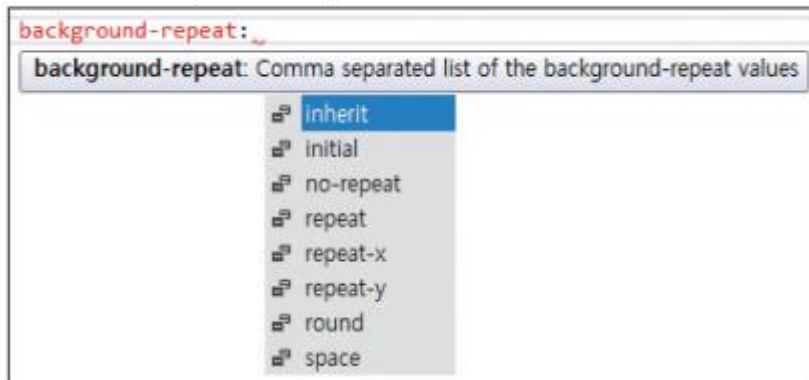 background-repeat:
background-repeat: Comma separated list of the background-repeat values
inherit
initial
no-repeat
repeat
repeat-x
repeat-y
round
space